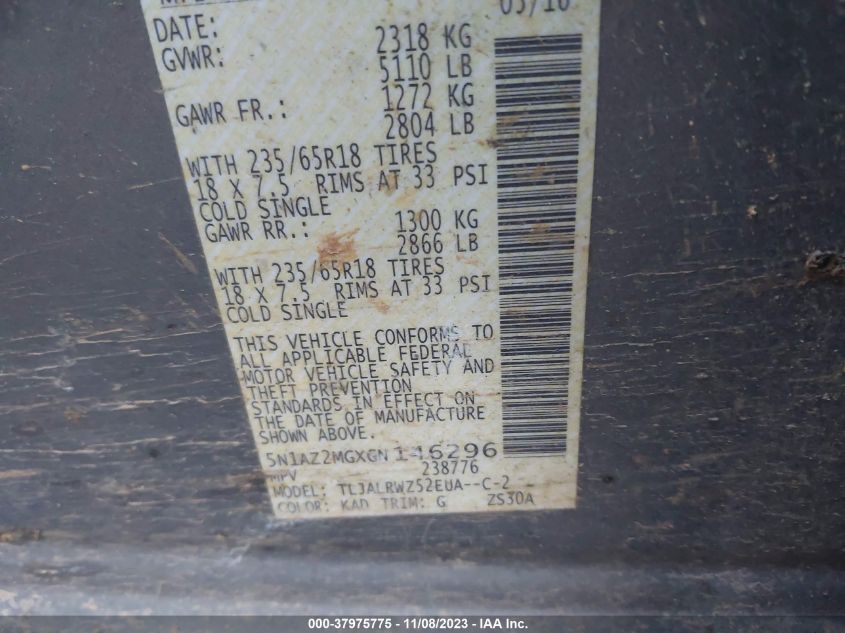 DATE: 05/16
GVWR: 2318 KG
5110 LB
GAWR FR.: 1272 KG
2804 LB
WITH 235/65R18 TIRES
18 X 7.5 RIMS AT 33 PSI
COLD SINGLE
GAWR RR.: 1300 KG
2866 LB
WITH 235/65R18 TIRES
18 X 7.5 RIMS AT 33 PSI
COLD SINGLE
THIS VEHICLE CONFORMS TO
ALL APPLICABLE FEDERAL
MOTOR VEHICLE SAFETY AND
THEFT PREVENTION
STANDARDS IN EFFECT ON
THE DATE OF MANUFACTURE
SHOWN ABOVE.
5N1AZ2MGXGN146296
MPV 238776
MODEL: TLJALRWZ52EUA--C-2
COLOR: KAD TRIM: G ZS30A
000-37975775 - 11/08/2023 - IAA Inc.